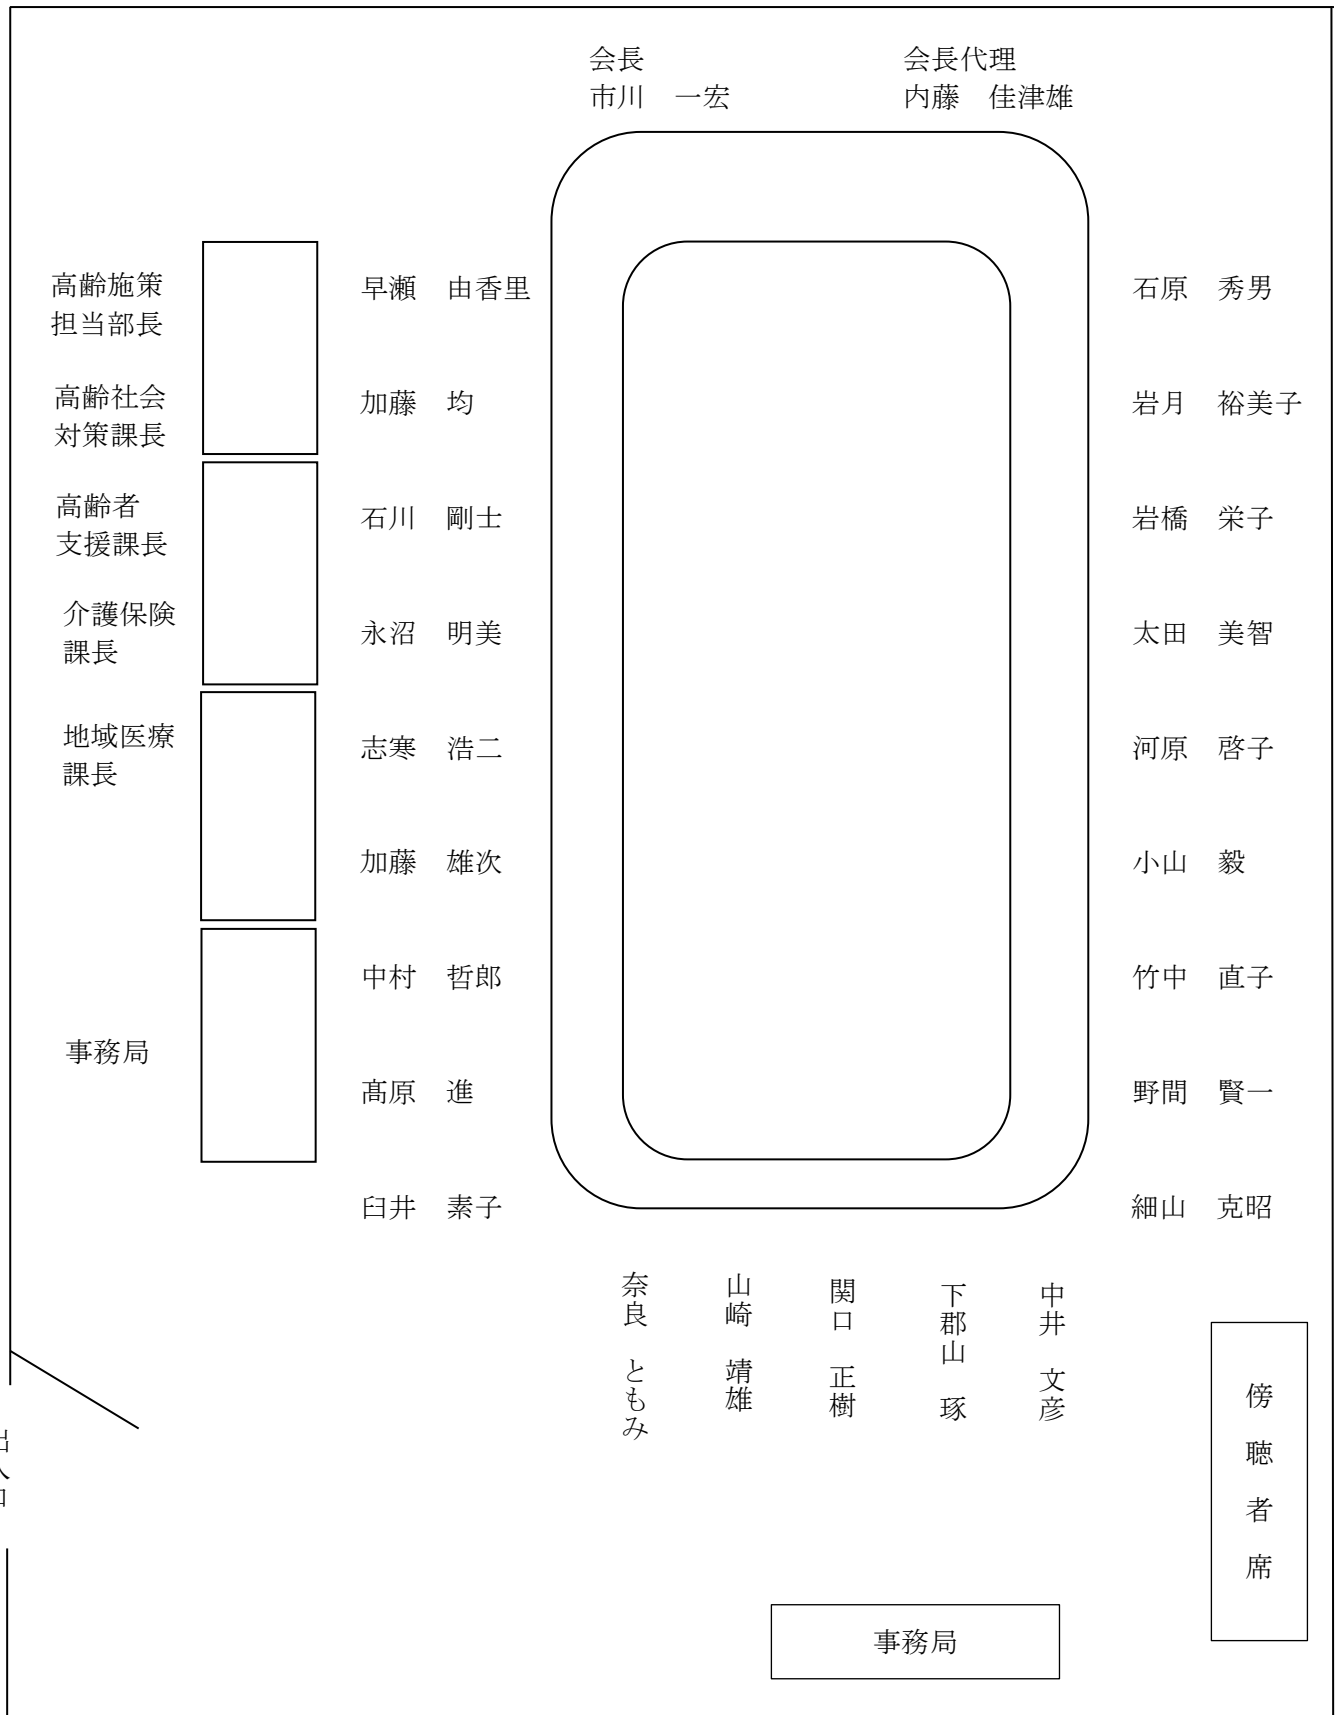 会長
市川　一宏
会長代理
内藤　佳津雄
高齢施策
担当部長
高齢社会
対策課長
高齢者
支援課長
介護保険
課長
地域医療
課長
事務局
早瀬　由香里
加藤　均
石川　剛士
永沼　明美
志寒　浩二
加藤　雄次
中村　哲郎
髙原　進
臼井　素子
石原　秀男
岩月　裕美子
岩橋　栄子
太田　美智
河原　啓子
小山　毅
竹中　直子
野間　賢一
細山　克昭
奈良　ともみ
山崎　靖雄
関口　正樹
下郡山　琢
中井　文彦
傍聴者席
出入口
事務局